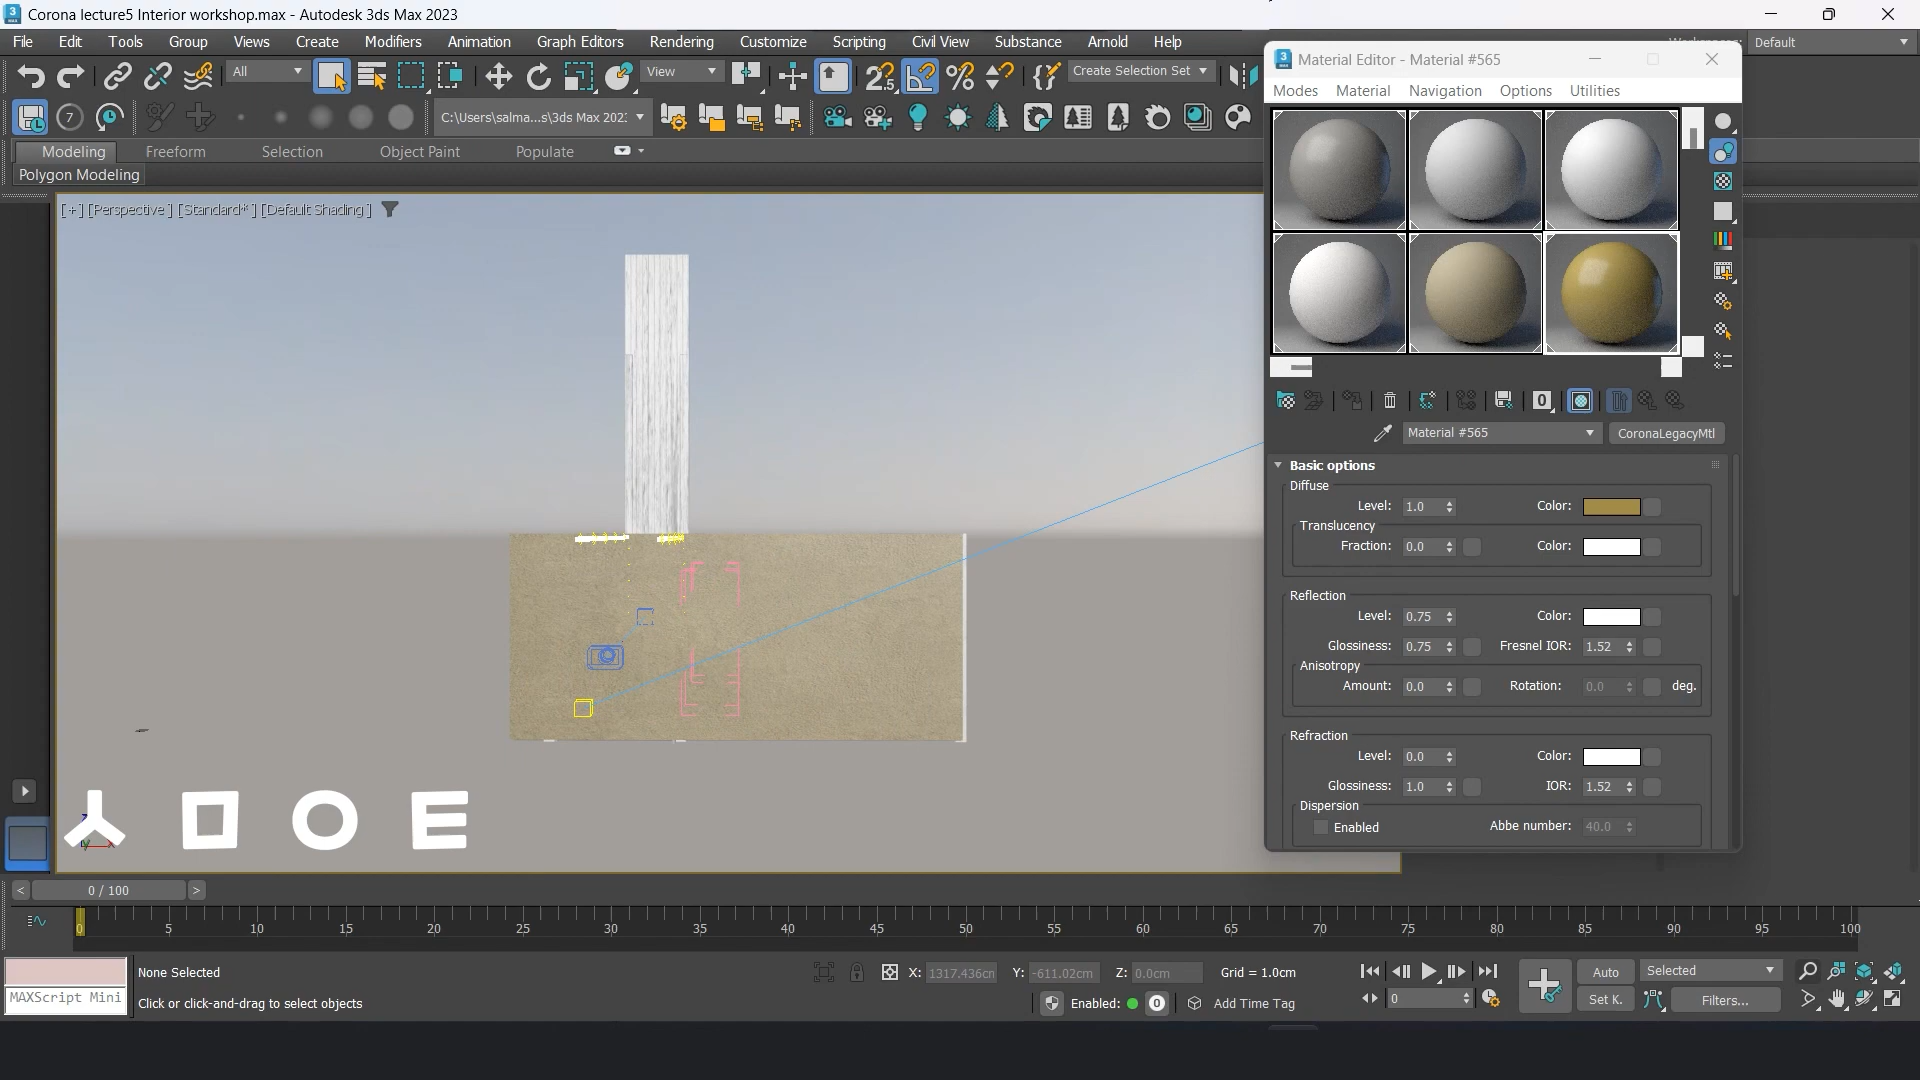 Corona lecture5 Interior workshop.max - Autodesk 3ds Max 2023
File Edit Tools Group Views Create Modifiers Animation Graph Editors Rendering Customize Scripting Civil View Substance Arnold Help
Default
All
View
2.5
Create Selection Set
7
C:\Users\salma...s\3ds Max 202
Modeling Freeform Selection Object Paint Populate
Polygon Modeling
[+] [Perspective ] [Standard* ] [Default Shading ]
Material Editor - Material #565
Modes Material Navigation Options Utilities
0
Material #565 CoronaLegacyMtl
Basic options
Diffuse
Level: 1.0 Color:
Translucency
Fraction: 0.0 Color:
Reflection
Level: 0.75 Color:
Glossiness: 0.75 Fresnel IOR: 1.52
Anisotropy
Amount: 0.0 Rotation: 0.0 deg.
Refraction
Level: 0.0 Color:
Glossiness: 1.0 IOR: 1.52
Dispersion
Enabled Abbe number: 40.0
< 0 / 100 >
0 5 10 15 20 25 30 35 40 45 50 55 60 65 70 75 80 85 90 95 100
MAXScript Mini
None Selected
Click or click-and-drag to select objects
X: 1317.436cm Y: -611.02cm Z: 0.0cm Grid = 1.0cm
Enabled: 0 Add Time Tag
0
Auto Selected
Set K. Filters...